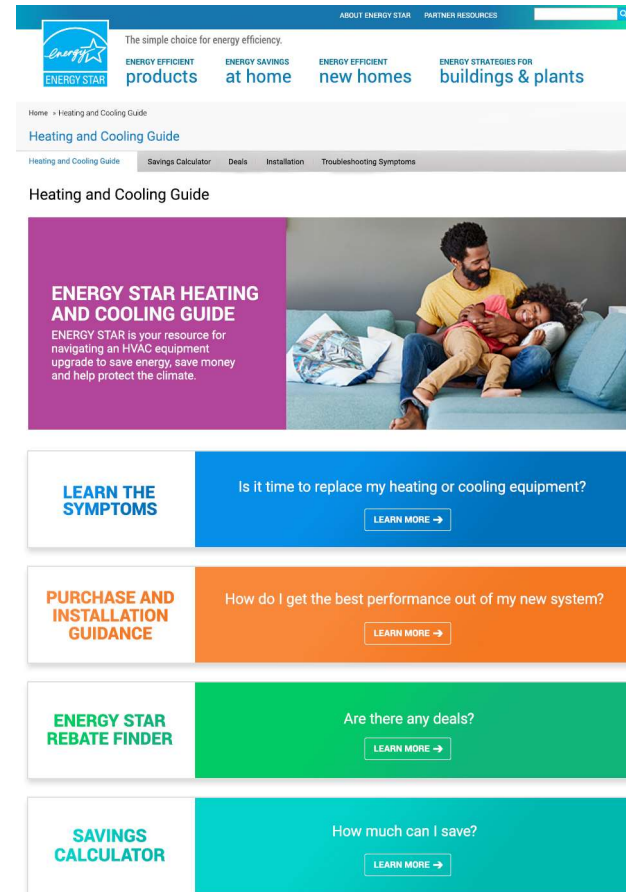 ABOUT ENERGY STAR PARTNER RESOURCES
energy
ENERGY STAR
The simple choice for energy efficiency.
ENERGY EFFICIENT
products
ENERGY SAVINGS
at home
ENERGY EFFICIENT
new homes
ENERGY STRATEGIES FOR
buildings & plants
Home » Heating and Cooling Guide
Heating and Cooling Guide
Heating and Cooling Guide Savings Calculator Deals Installation Troubleshooting Symptoms
Heating and Cooling Guide
ENERGY STAR HEATING
AND COOLING GUIDE
ENERGY STAR is your resource for
navigating an HVAC equipment
upgrade to save energy, save money
and help protect the climate.
LEARN THE
SYMPTOMS
Is it time to replace my heating or cooling equipment?
LEARN MORE →
PURCHASE AND
INSTALLATION
GUIDANCE
How do I get the best performance out of my new system?
LEARN MORE →
ENERGY STAR
REBATE FINDER
Are there any deals?
LEARN MORE →
SAVINGS
CALCULATOR
How much can I save?
LEARN MORE →